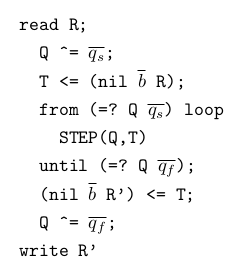 read R;
Q ^= $\overline{q_s}$;
T <= (nil $\overline{b}$ R);
from (=? Q $\overline{q_s}$) loop
STEP(Q,T)
until (=? Q $\overline{q_f}$);
(nil $\overline{b}$ R') <= T;
Q ^= $\overline{q_f}$;
write R'